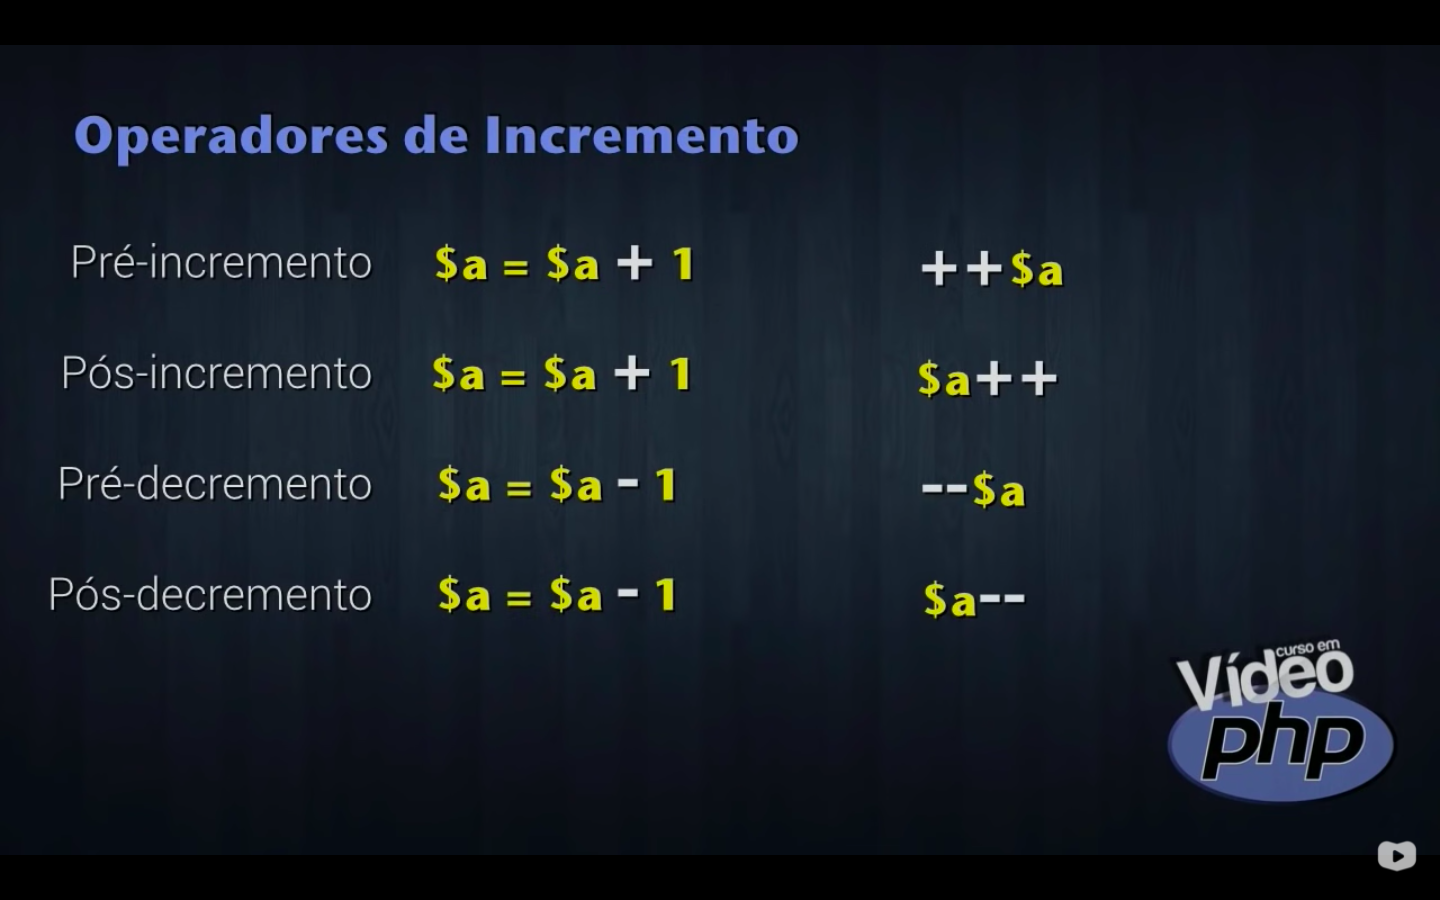 Operadores de Incremento
Pré-incremento $a = $a + 1 ++$a
Pós-incremento $a = $a + 1 $a++
Pré-decremento $a = $a - 1 --$a
Pós-decremento $a = $a - 1 $a--
curso em
Vídeo
php